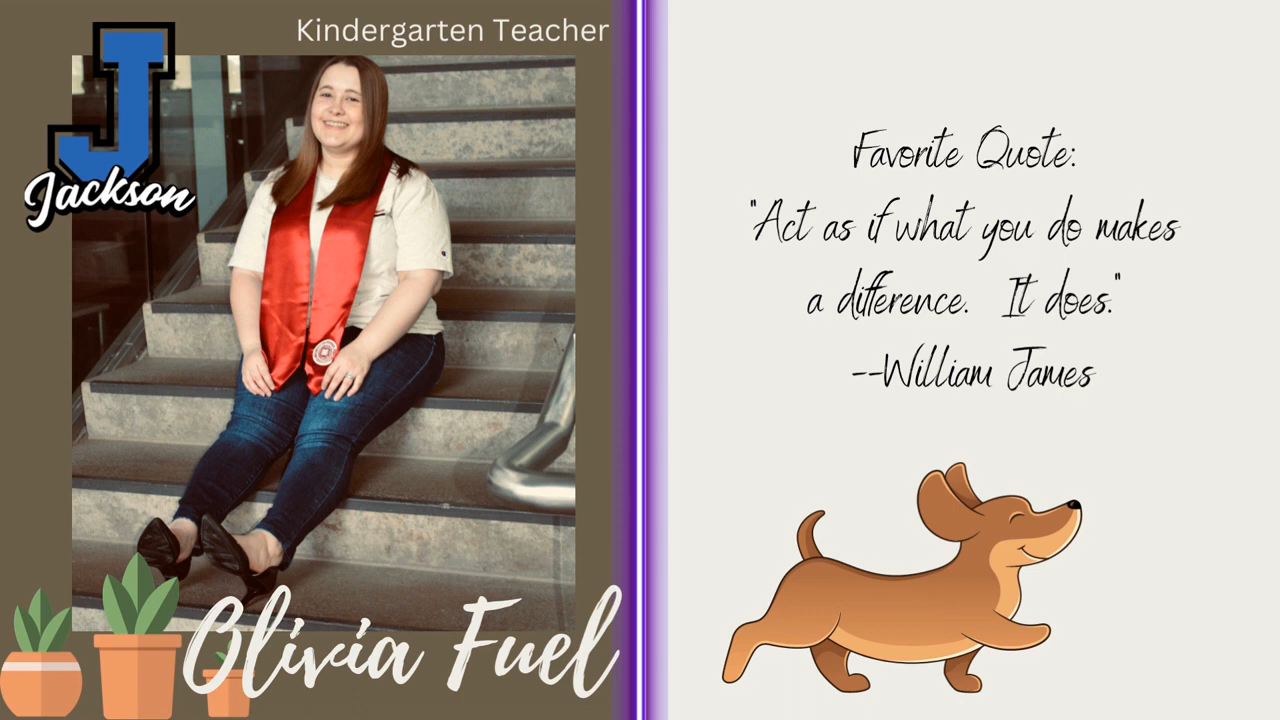 Kindergarten Teacher
J
Jackson
Olivia Fuel
Favorite Quote:
"Act as if what you do makes
a difference. It does."
--William James